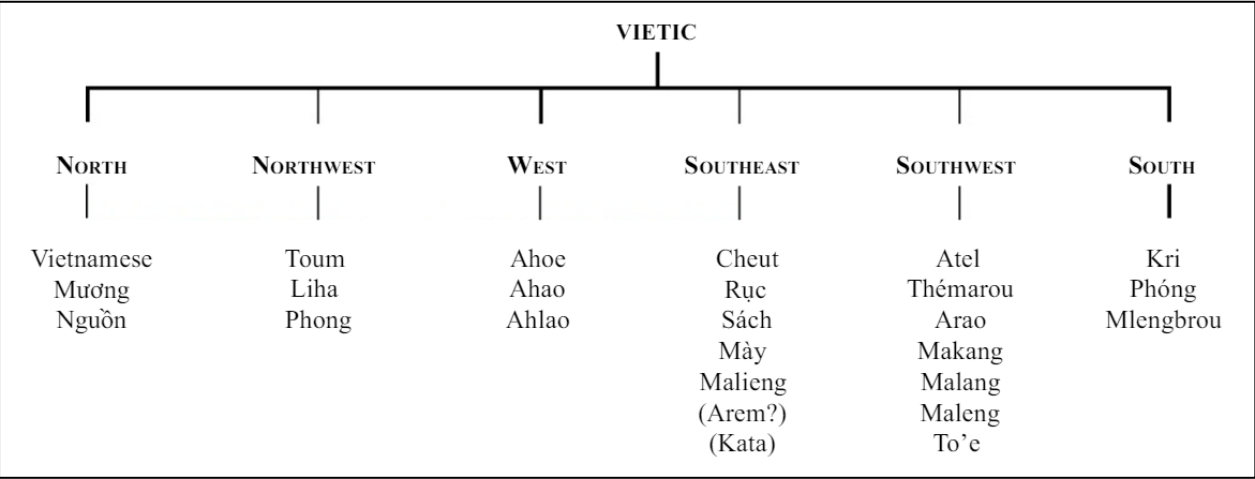 VIETIC
NORTH
NORTHWEST
WEST
SOUTHEAST
SOUTHWEST
SOUTH
Vietnamese
Mương
Nguồn
Toum
Liha
Phong
Ahoe
Ahao
Ahlao
Cheut
Rục
Sách
Mày
Malieng
(Arem?)
(Kata)
Atel
Thémarou
Arao
Makang
Malang
Maleng
To’e
Kri
Phóng
Mlengbrou